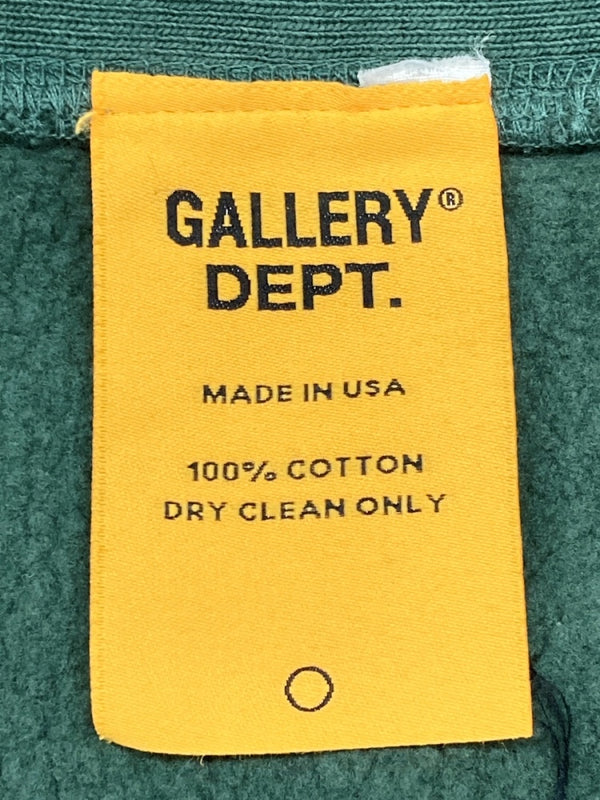 GALLERY®
DEPT.
MADE IN USA
100% COTTON
DRY CLEAN ONLY